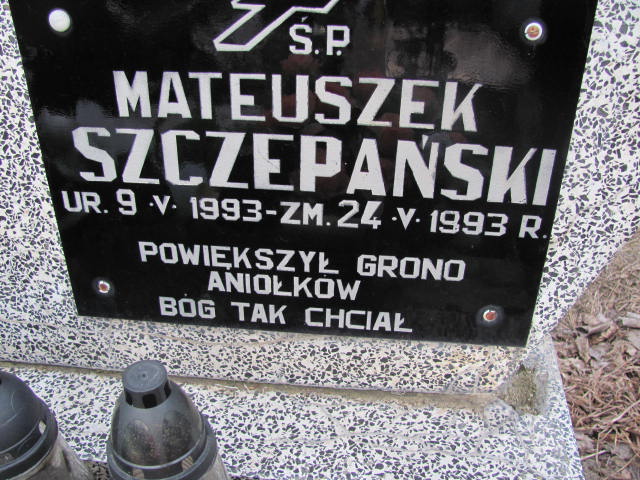 Ś.P.
MATEUSZEK
SZCZEPAŃSKI
UR. 9 · V · 1993 - ZM. 24 · V · 1993 R.
POWIĘKSZYŁ GRONO
ANIOŁKÓW
BÓG TAK CHCIAŁ